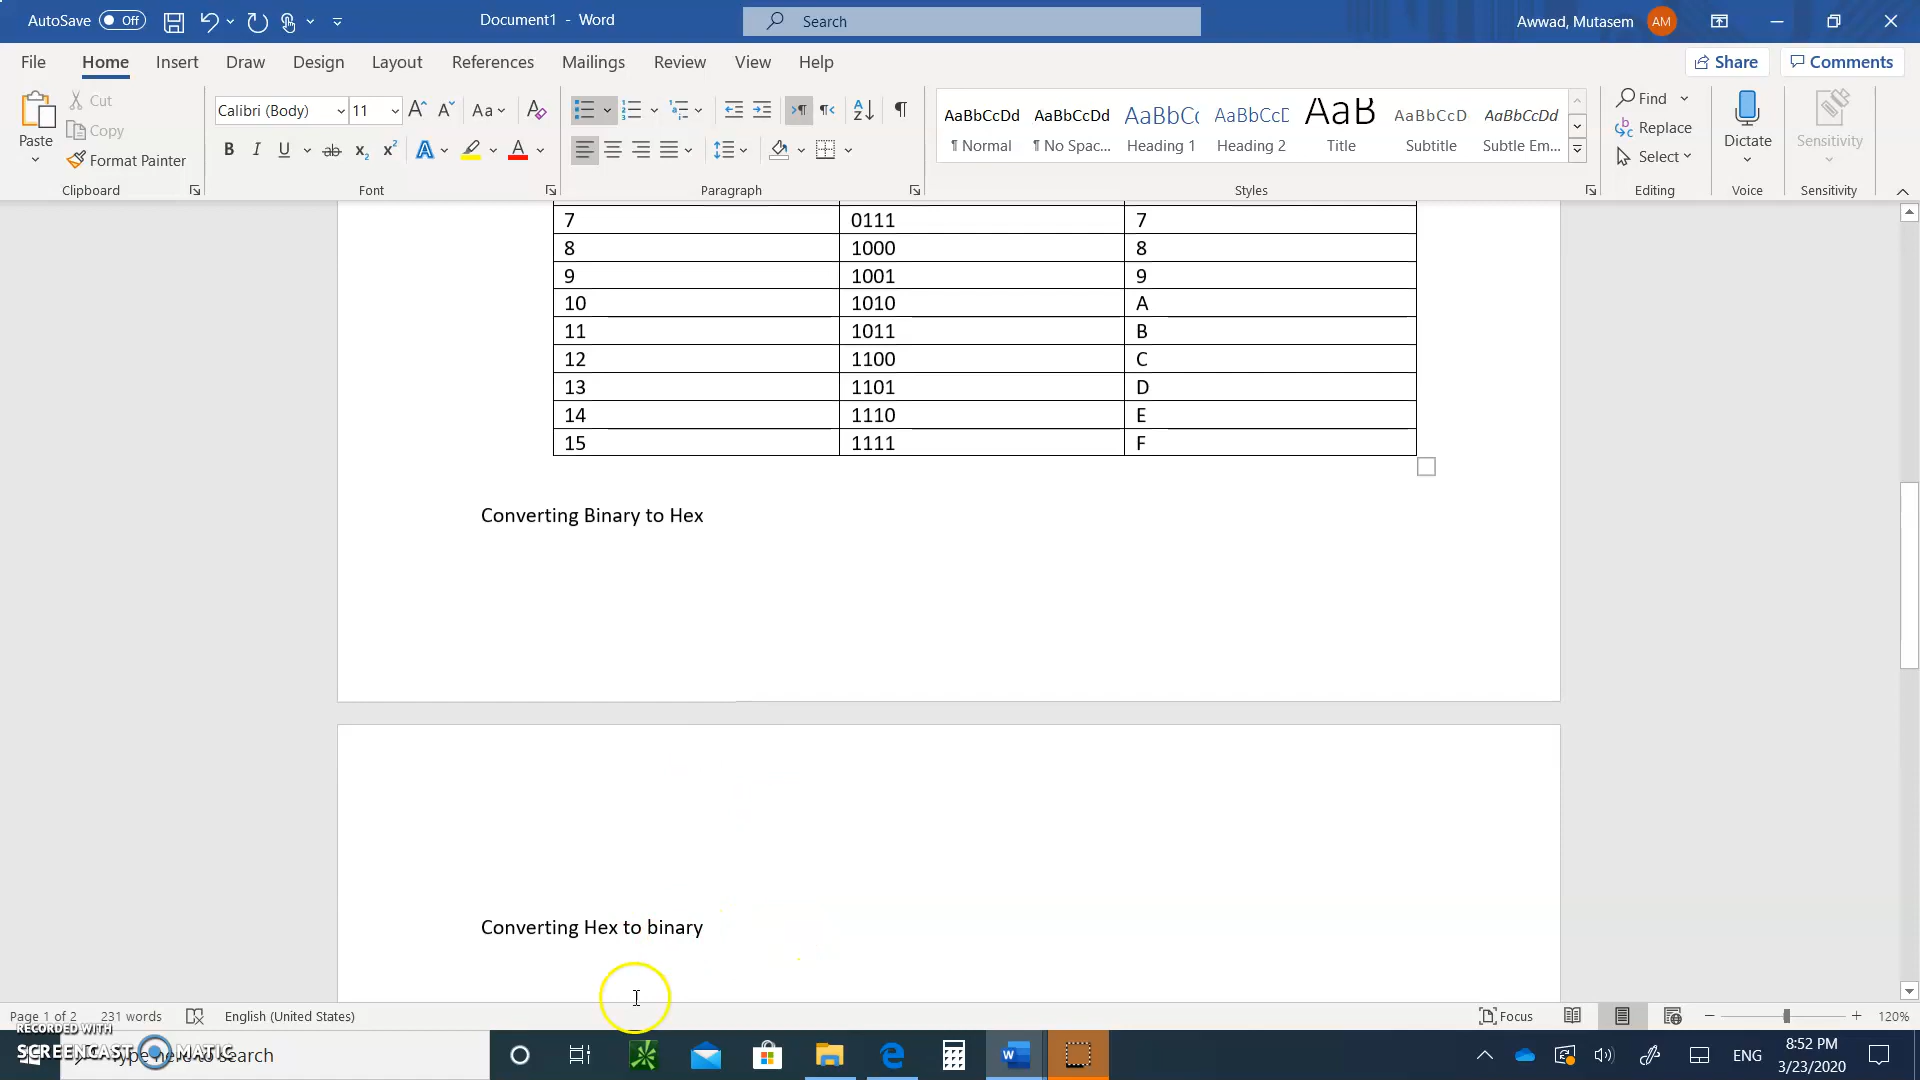 AutoSave Off Document1 - Word Search Awwad, Mutasem AM
File Home Insert Draw Design Layout References Mailings Review View Help Share Comments
Paste Cut Copy Format Painter Clipboard
Calibri (Body) 11 Font
Paragraph
AaBbCcDd ¶ Normal
AaBbCcDd ¶ No Spac...
AaBbCc Heading 1
AaBbCcD Heading 2
AaB Title
AaBbCcD Subtitle
AaBbCcDd Subtle Em...
Styles
Find Replace Select Editing
Dictate Voice
Sensitivity Sensitivity
7 0111 7
8 1000 8
9 1001 9
10 1010 A
11 1011 B
12 1100 C
13 1101 D
14 1110 E
15 1111 F
Converting Binary to Hex
Converting Hex to binary
Page 1 of 2 231 words English (United States) Focus 120%
RECORDED WITH
SCREENCAST MATIC
Type here to search
ENG 8:52 PM
3/23/2020